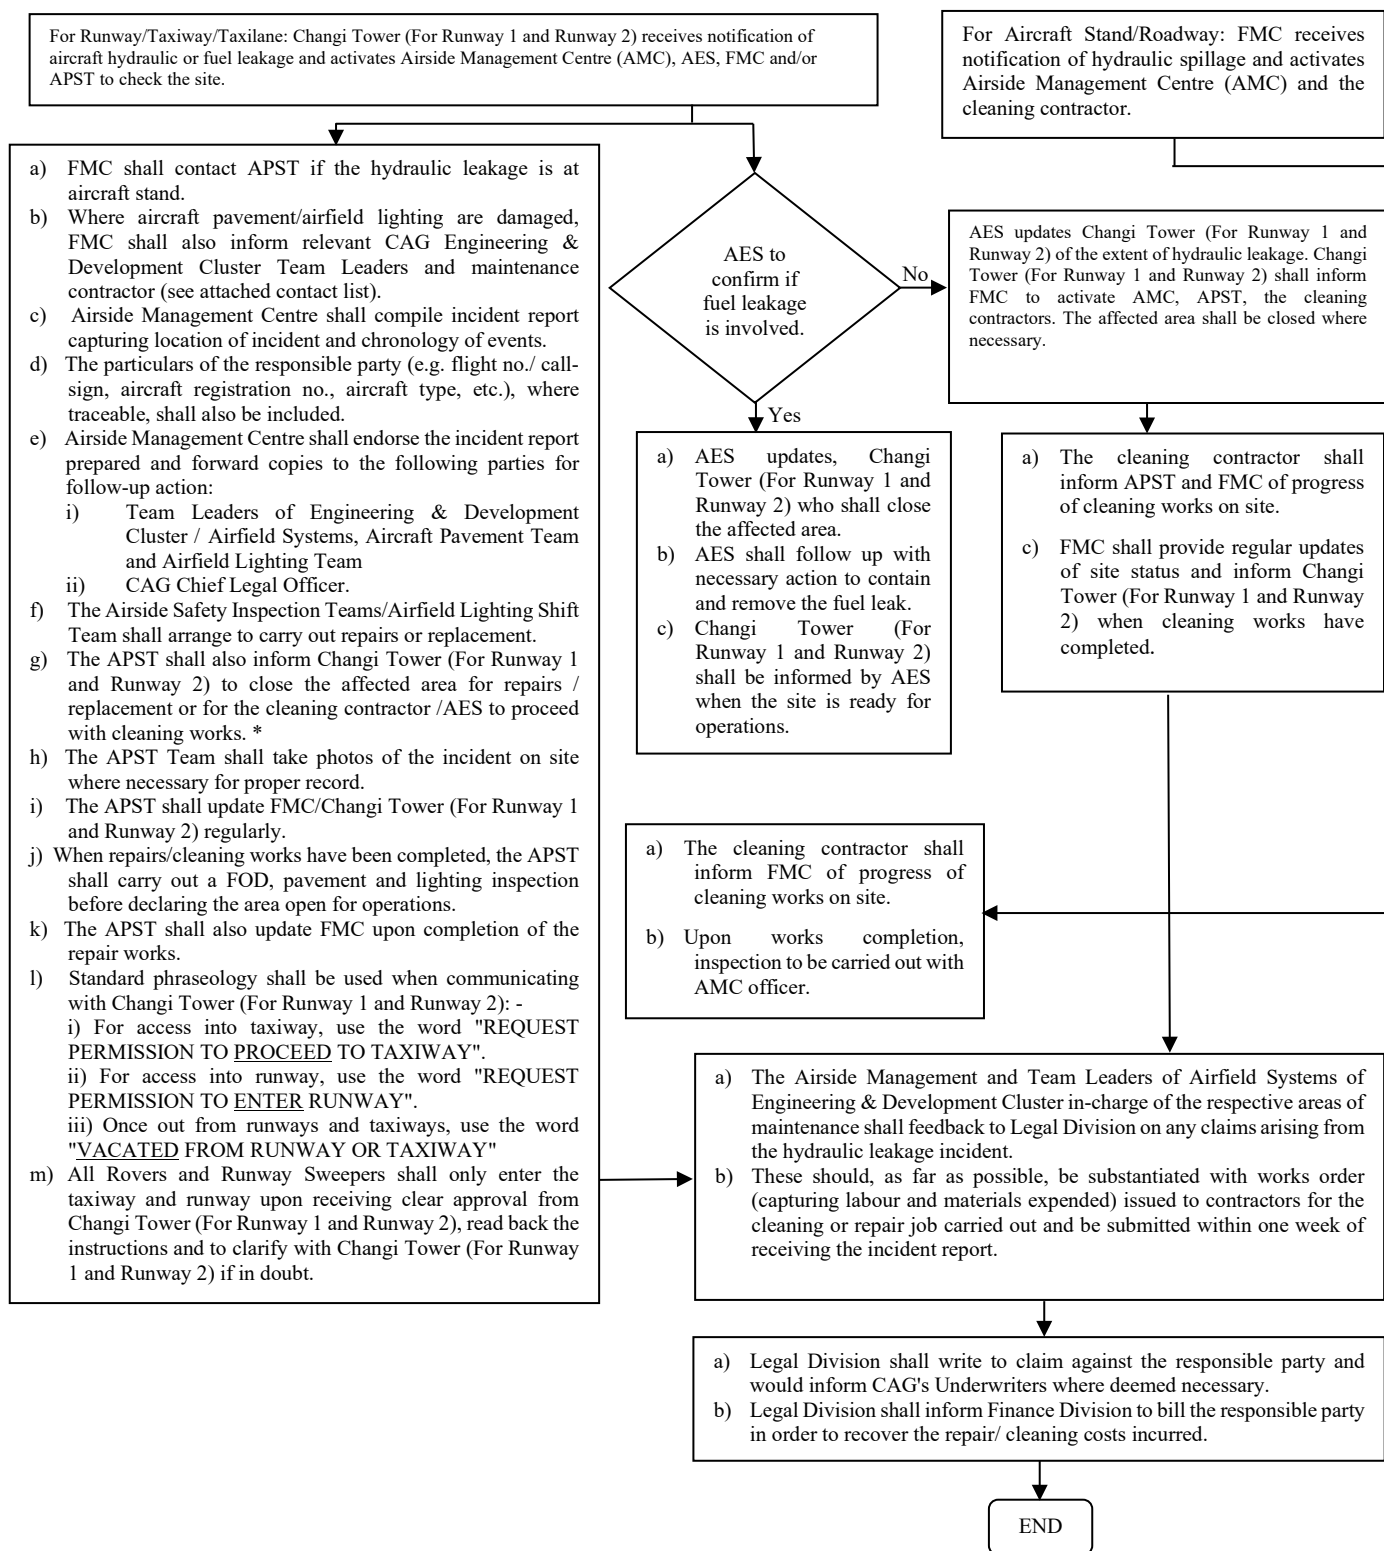 For Runway/Taxiway/Taxilane: Changi Tower (For Runway 1 and Runway 2) receives notification of
aircraft hydraulic or fuel leakage and activates Airside Management Centre (AMC), AES, FMC and/or
APST to check the site.
For Aircraft Stand/Roadway: FMC receives
notification of hydraulic spillage and activates
Airside Management Centre (AMC) and the
cleaning contractor.
a) FMC shall contact APST if the hydraulic leakage is at
aircraft stand.
b) Where aircraft pavement/airfield lighting are damaged,
FMC shall also inform relevant CAG Engineering &
Development Cluster Team Leaders and maintenance
contractor (see attached contact list).
c) Airside Management Centre shall compile incident report
capturing location of incident and chronology of events.
d) The particulars of the responsible party (e.g. flight no./ call-
sign, aircraft registration no., aircraft type, etc.), where
traceable, shall also be included.
e) Airside Management Centre shall endorse the incident report
prepared and forward copies to the following parties for
follow-up action:
i) Team Leaders of Engineering & Development
Cluster / Airfield Systems, Aircraft Pavement Team
and Airfield Lighting Team
ii) CAG Chief Legal Officer.
f) The Airside Safety Inspection Teams/Airfield Lighting Shift
Team shall arrange to carry out repairs or replacement.
g) The APST shall also inform Changi Tower (For Runway 1
and Runway 2) to close the affected area for repairs /
replacement or for the cleaning contractor /AES to proceed
with cleaning works. *
h) The APST Team shall take photos of the incident on site
where necessary for proper record.
i) The APST shall update FMC/Changi Tower (For Runway 1
and Runway 2) regularly.
j) When repairs/cleaning works have been completed, the APST
shall carry out a FOD, pavement and lighting inspection
before declaring the area open for operations.
k) The APST shall also update FMC upon completion of the
repair works.
l) Standard phraseology shall be used when communicating
with Changi Tower (For Runway 1 and Runway 2): -
i) For access into taxiway, use the word "REQUEST
PERMISSION TO PROCEED TO TAXIWAY".
ii) For access into runway, use the word "REQUEST
PERMISSION TO ENTER RUNWAY".
iii) Once out from runways and taxiways, use the word
"VACATED FROM RUNWAY OR TAXIWAY"
m) All Rovers and Runway Sweepers shall only enter the
taxiway and runway upon receiving clear approval from
Changi Tower (For Runway 1 and Runway 2), read back the
instructions and to clarify with Changi Tower (For Runway
1 and Runway 2) if in doubt.
AES to
confirm if
fuel leakage
is involved.
No
Yes
AES updates Changi Tower (For Runway 1 and
Runway 2) of the extent of hydraulic leakage. Changi
Tower (For Runway 1 and Runway 2) shall inform
FMC to activate AMC, APST, the cleaning
contractors. The affected area shall be closed where
necessary.
a) AES updates, Changi
Tower (For Runway 1 and
Runway 2) who shall close
the affected area.
b) AES shall follow up with
necessary action to contain
and remove the fuel leak.
c) Changi Tower (For
Runway 1 and Runway 2)
shall be informed by AES
when the site is ready for
operations.
a) The cleaning contractor shall
inform APST and FMC of progress
of cleaning works on site.
c) FMC shall provide regular updates
of site status and inform Changi
Tower (For Runway 1 and Runway
2) when cleaning works have
completed.
a) The cleaning contractor shall
inform FMC of progress of
cleaning works on site.
b) Upon works completion,
inspection to be carried out with
AMC officer.
a) The Airside Management and Team Leaders of Airfield Systems of
Engineering & Development Cluster in-charge of the respective areas of
maintenance shall feedback to Legal Division on any claims arising from
the hydraulic leakage incident.
b) These should, as far as possible, be substantiated with works order
(capturing labour and materials expended) issued to contractors for the
cleaning or repair job carried out and be submitted within one week of
receiving the incident report.
a) Legal Division shall write to claim against the responsible party and
would inform CAG's Underwriters where deemed necessary.
b) Legal Division shall inform Finance Division to bill the responsible party
in order to recover the repair/ cleaning costs incurred.
END